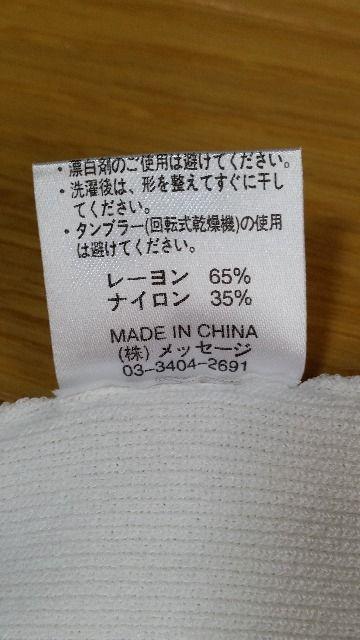 ・漂白剤のご使用は避けてください。
・洗濯後は、形を整えてすぐに干し
てください。
・タンブラー(回転式乾燥機)の使用
は避けてください。
レーヨン 65%
ナイロン 35%
MADE IN CHINA
(株)メッセージ
03-3404-2691